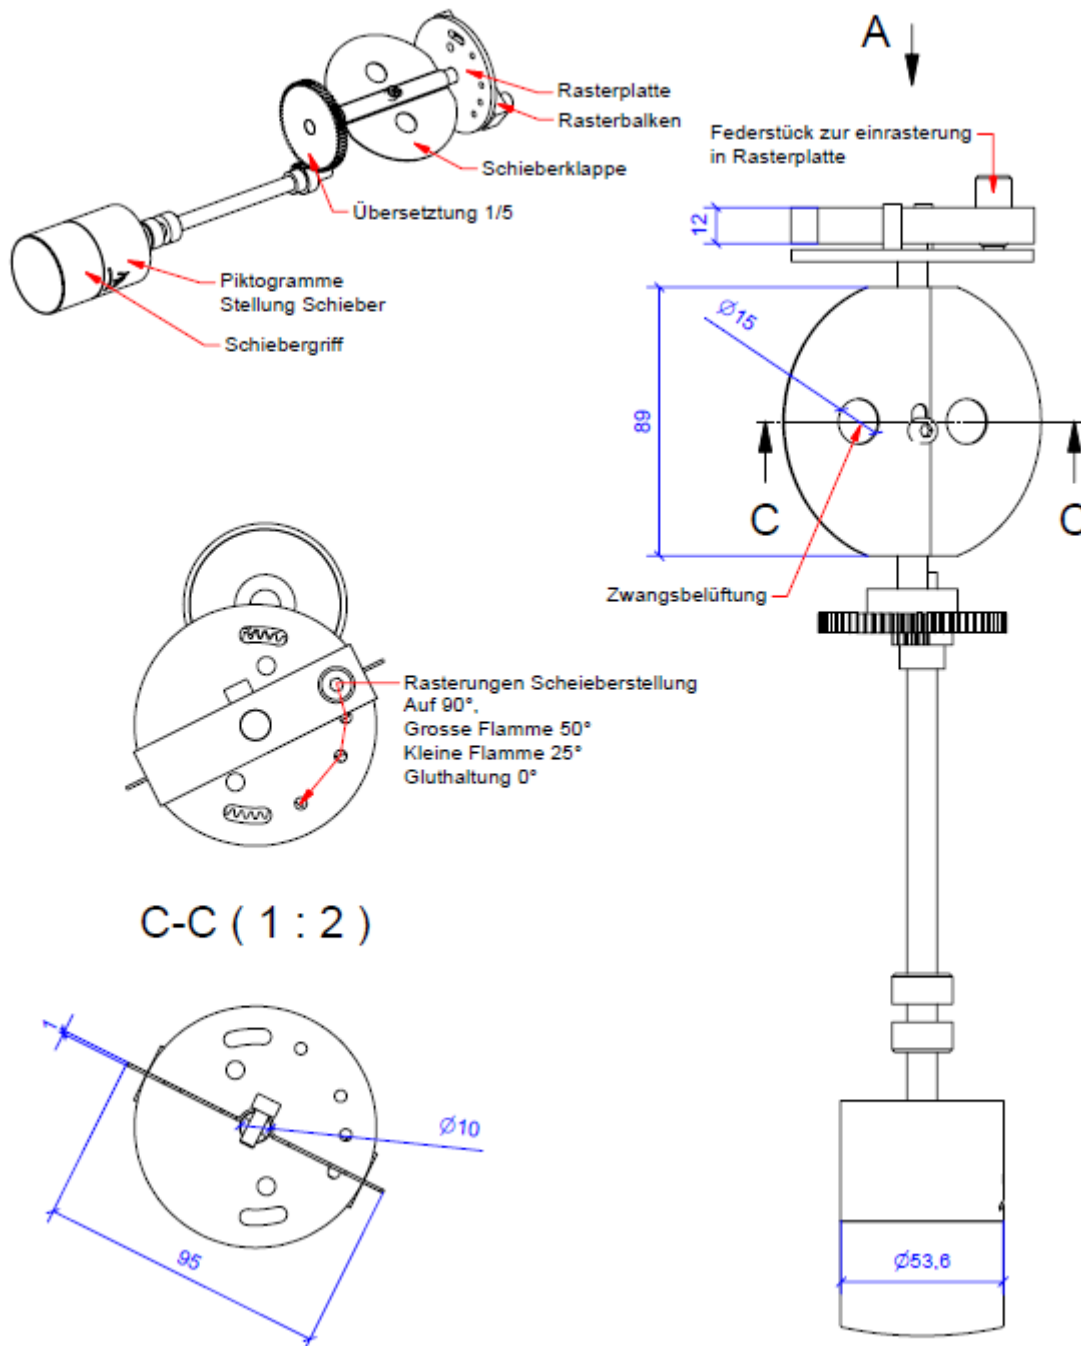 A
Rasterplatte
Rasterbalken
Schieberklappe
Übersetztung 1/5
Piktogramme
Stellung Schieber
Schiebergriff
Federstück zur einrasterung
in Rasterplatte
12
Ø15
89
C
C
Zwangsbelüftung
Rasterungen Scheieberstellung
Auf 90°,
Grosse Flamme 50°
Kleine Flamme 25°
Gluthaltung 0°
C-C ( 1 : 2 )
1
Ø10
95
Ø53,6